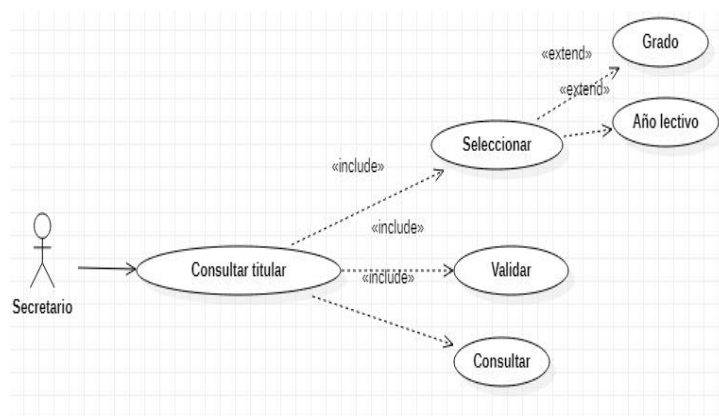 Grado
«extend»
«extend»
Año lectivo
Seleccionar
«include»
«include»
Consultar titular
Validar
«include»
Secretario
Consultar